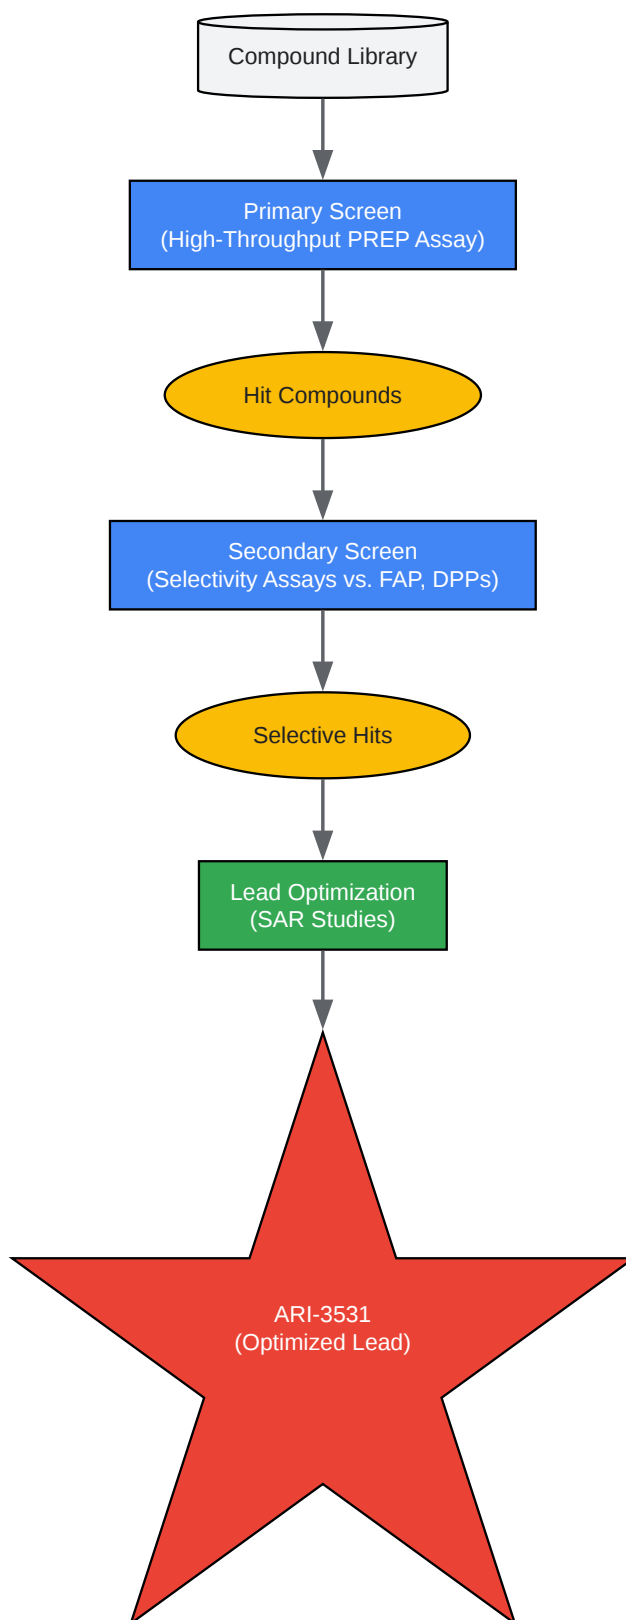 Compound Library
Primary Screen
(High-Throughput PREP Assay)
Hit Compounds
Secondary Screen
(Selectivity Assays vs. FAP, DPPs)
Selective Hits
Lead Optimization
(SAR Studies)
ARI-3531
(Optimized Lead)